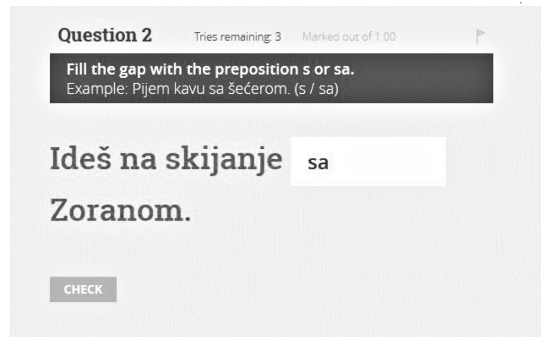 Question 2
Tries remaining: 3
Marked out of 1.00
Fill the gap with the preposition s or sa.
Example: Pijem kavu sa šećerom. (s / sa)
Ideš na skijanje sa
Zoranom.
CHECK